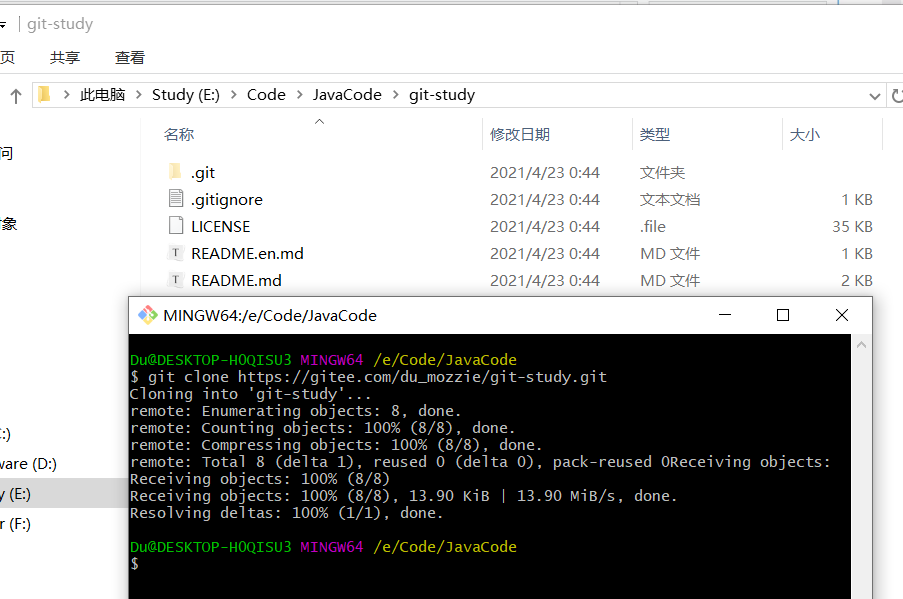 git-study
页 共享 查看
此电脑 > Study (E:) > Code > JavaCode > git-study
名称 修改日期 类型 大小
问
.git 2021/4/23 0:44 文件夹
.gitignore 2021/4/23 0:44 文本文档 1 KB
象
LICENSE 2021/4/23 0:44 .file 35 KB
README.en.md 2021/4/23 0:44 MD 文件 1 KB
README.md 2021/4/23 0:44 MD 文件 2 KB
MINGW64:/e/Code/JavaCode
Du@DESKTOP-H0QISU3 MINGW64 /e/Code/JavaCode
$ git clone https://gitee.com/du_mozzie/git-study.git
Cloning into 'git-study'...
remote: Enumerating objects: 8, done.
remote: Counting objects: 100% (8/8), done.
:)
remote: Compressing objects: 100% (8/8), done.
ware (D:)
remote: Total 8 (delta 1), reused 0 (delta 0), pack-reused 0Receiving objects:
Receiving objects: 100% (8/8)
y (E:)
Receiving objects: 100% (8/8), 13.90 KiB | 13.90 MiB/s, done.
Resolving deltas: 100% (1/1), done.
r (F:)
Du@DESKTOP-H0QISU3 MINGW64 /e/Code/JavaCode
$